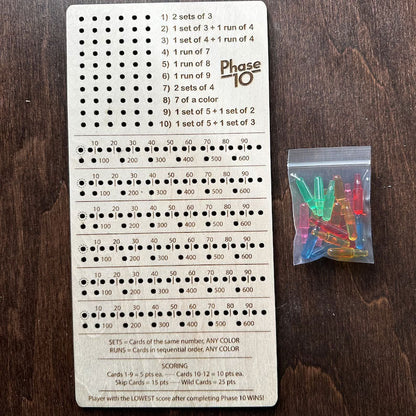 1) 2 sets of 3
2) 1 set of 3 + 1 run of 4
3) 1 set of 4 + 1 run of 4
4) 1 run of 7
5) 1 run of 8
6) 1 run of 9
7) 2 sets of 4
8) 7 of a color
9) 1 set of 5 + 1 set of 2
10) 1 set of 5 + 1 set of 3
Phase
10
10 20 30 40 50 60 70 80 90
100 200 300 400 500 600
10 20 30 40 50 60 70 80 90
100 200 300 400 500 600
10 20 30 40 50 60 70 80 90
100 200 300 400 500 600
10 20 30 40 50 60 70 80 90
100 200 300 400 500 600
10 20 30 40 50 60 70 80 90
100 200 300 400 500 600
10 20 30 40 50 60 70 80 90
100 200 300 400 500 600
SETS = Cards of the same number, ANY COLOR
RUNS = Cards in sequential order, ANY COLOR
SCORING
Cards 1-9 = 5 pts ea. ---- Cards 10-12 = 10 pts ea.
Skip Cards = 15 pts ---- Wild Cards = 25 pts
Player with the LOWEST score after completing Phase 10 WINS!